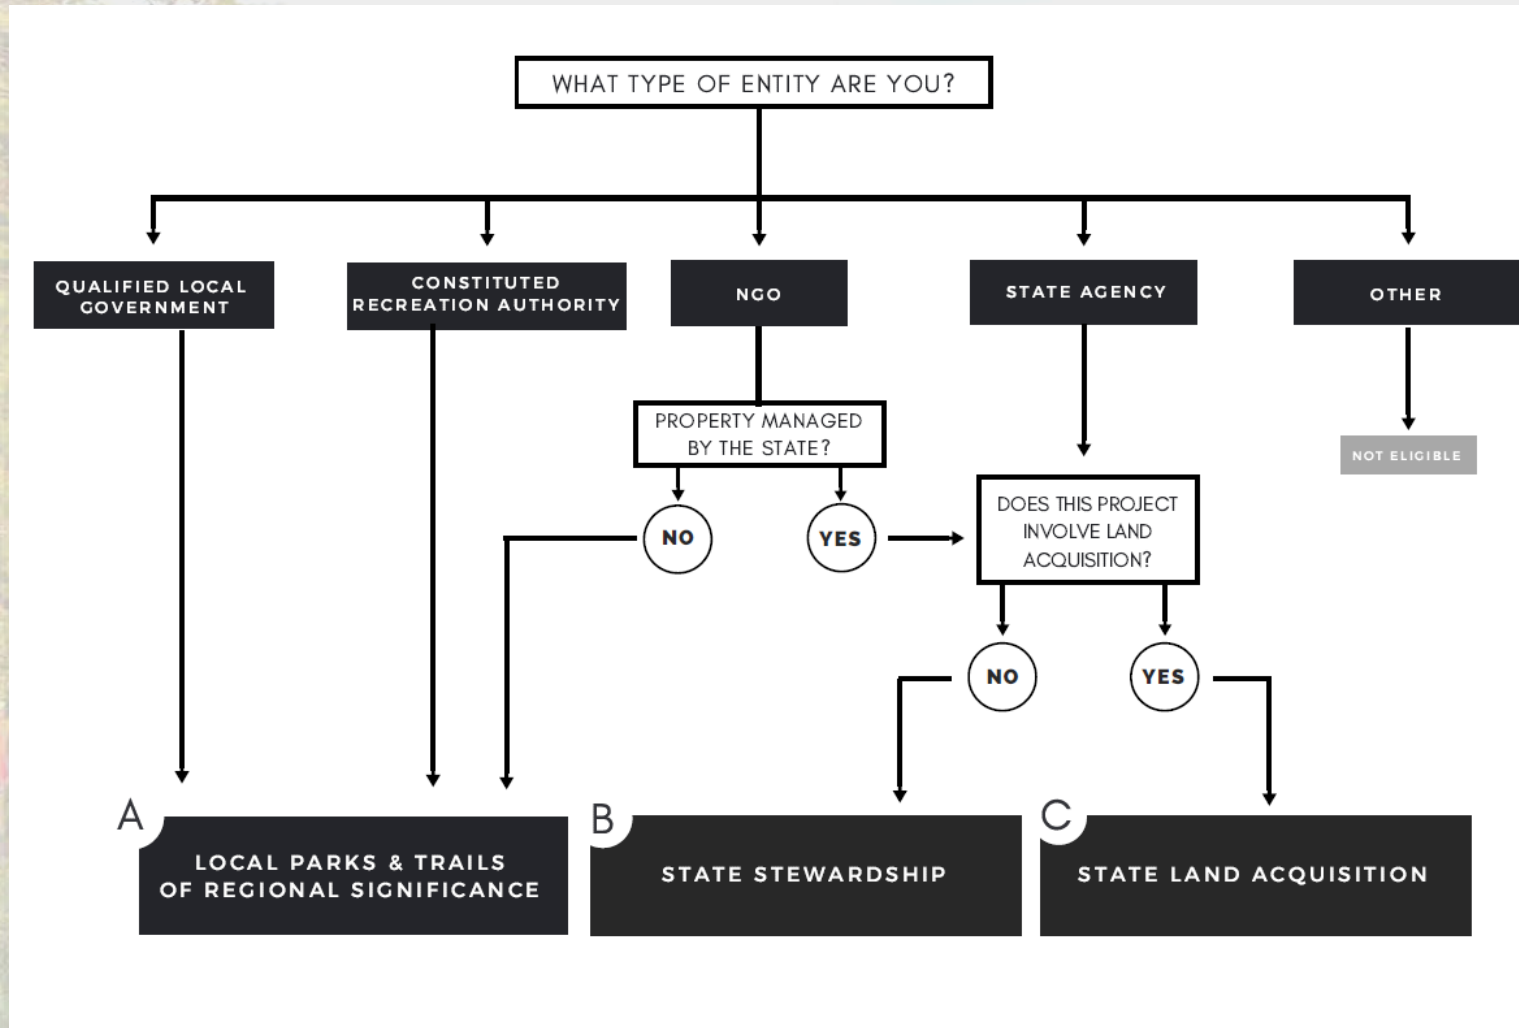 WHAT TYPE OF ENTITY ARE YOU?
QUALIFIED LOCAL
GOVERNMENT
CONSTITUTED
RECREATION AUTHORITY
NGO
STATE AGENCY
OTHER
PROPERTY MANAGED
BY THE STATE?
NOT ELIGIBLE
NO
YES
DOES THIS PROJECT
INVOLVE LAND
ACQUISITION?
NO
YES
A
LOCAL PARKS & TRAILS
OF REGIONAL SIGNIFICANCE
B
STATE STEWARDSHIP
C
STATE LAND ACQUISITION